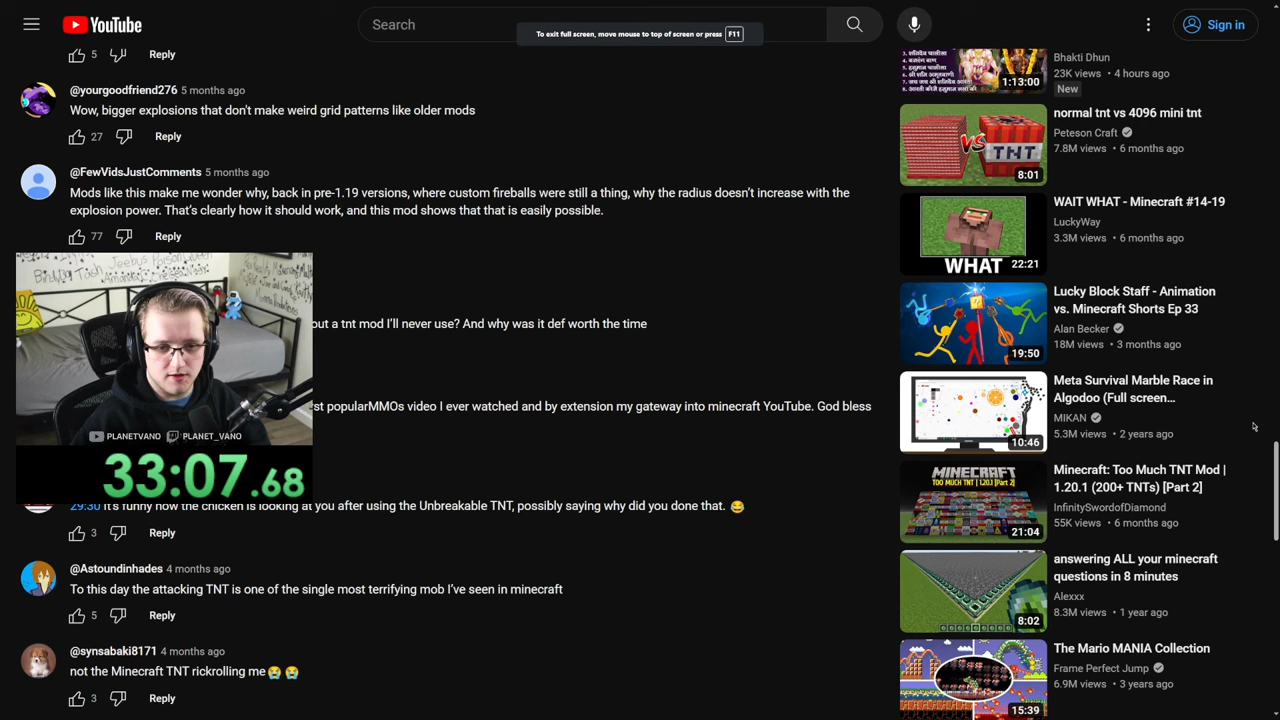 YouTube
Search
To exit full screen, move mouse to top of screen or press F11
Sign in
5 Reply
@yourgoodfriend276 5 months ago
Wow, bigger explosions that don't make weird grid patterns like older mods
27 Reply
@FewVidsJustComments 5 months ago
Mods like this make me wonder why, back in pre-1.19 versions, where custom fireballs were still a thing, why the radius doesn't increase with the
explosion power. That's clearly how it should work, and this mod shows that that is easily possible.
77 Reply
out a tnt mod I'll never use? And why was it def worth the time
st popularMMOs video I ever watched and by extension my gateway into minecraft YouTube. God bless
PLANETVANO PLANET_VANO
33:07.68
29:30 It's funny how the chicken is looking at you after using the Unbreakable TNT, possibly saying why did you done that. 😂
3 Reply
@Astoundinhades 4 months ago
To this day the attacking TNT is one of the single most terrifying mob I've seen in minecraft
5 Reply
@synsabaki8171 4 months ago
not the Minecraft TNT rickrolling me😭😭
3 Reply
1:13:00
Bhakti Dhun
23K views • 4 hours ago
New
VS
TNT
8:01
normal tnt vs 4096 mini tnt
Peteson Craft
7.8M views • 6 months ago
WHAT
22:21
WAIT WHAT - Minecraft #14-19
LuckyWay
3.3M views • 6 months ago
19:50
Lucky Block Staff - Animation
vs. Minecraft Shorts Ep 33
Alan Becker
18M views • 3 months ago
10:46
Meta Survival Marble Race in
Algodoo (Full screen...
MIKAN
5.3M views • 2 years ago
MINECRAFT
TOO MUCH TNT | 1.20.1 [Part 2]
21:04
Minecraft: Too Much TNT Mod |
1.20.1 (200+ TNTs) [Part 2]
InfinitySwordofDiamond
55K views • 6 months ago
8:02
answering ALL your minecraft
questions in 8 minutes
Alexxx
8.3M views • 1 year ago
15:39
The Mario MANIA Collection
Frame Perfect Jump
6.9M views • 3 years ago